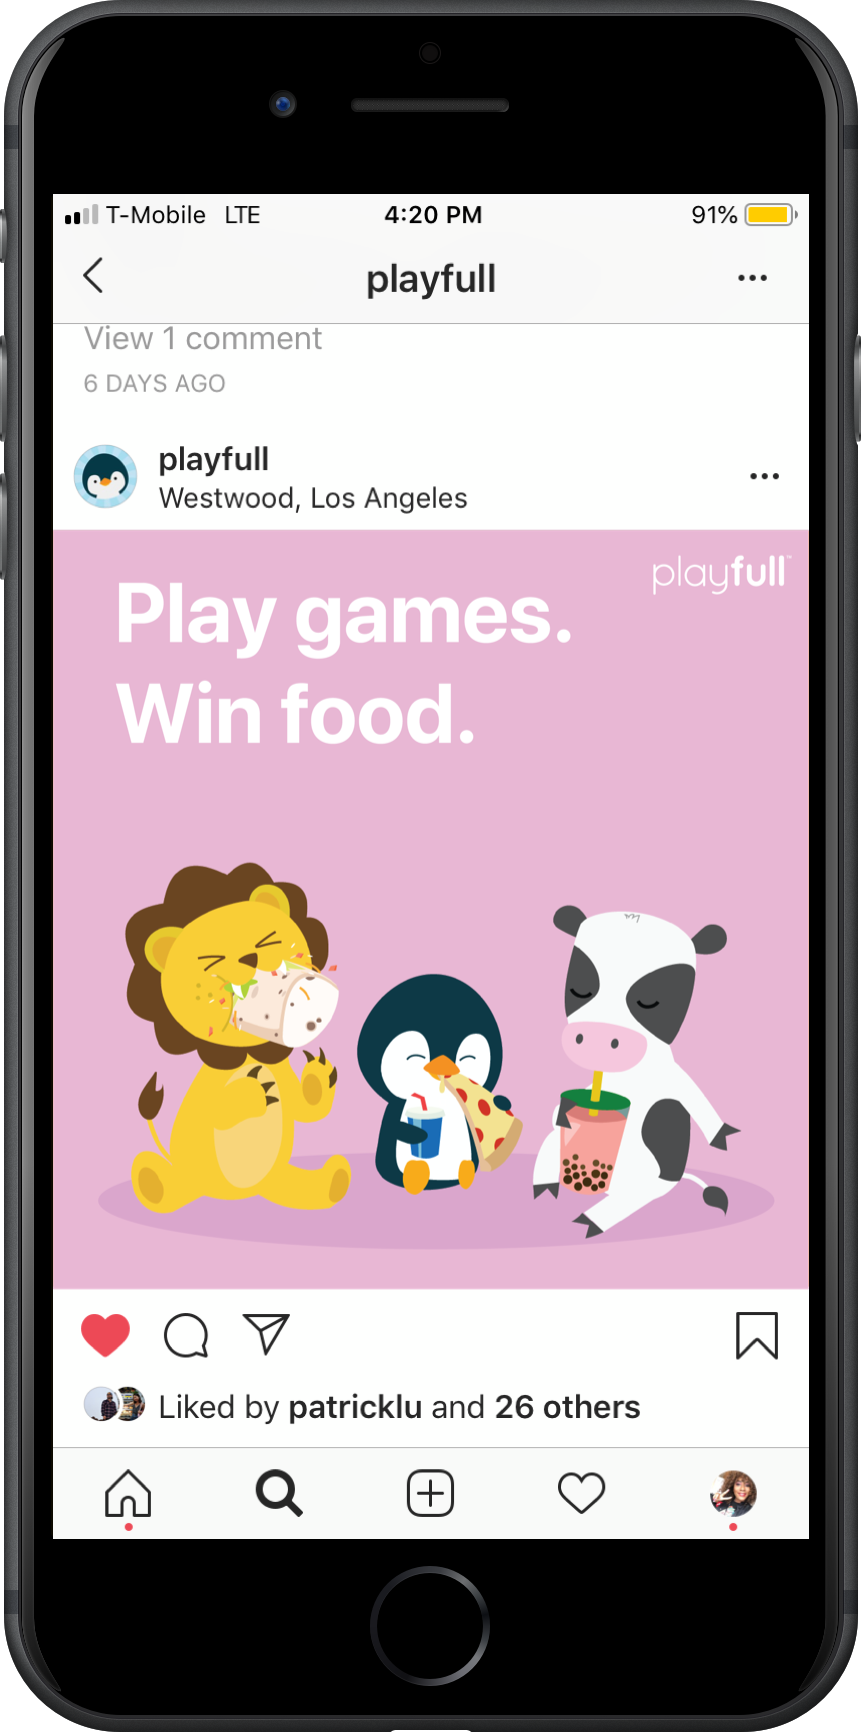 T-Mobile LTE 4:20 PM 91%
playfull
View 1 comment
6 DAYS AGO
playfull
Westwood, Los Angeles
playfull™
Play games.
Win food.
Liked by patricklu and 26 others